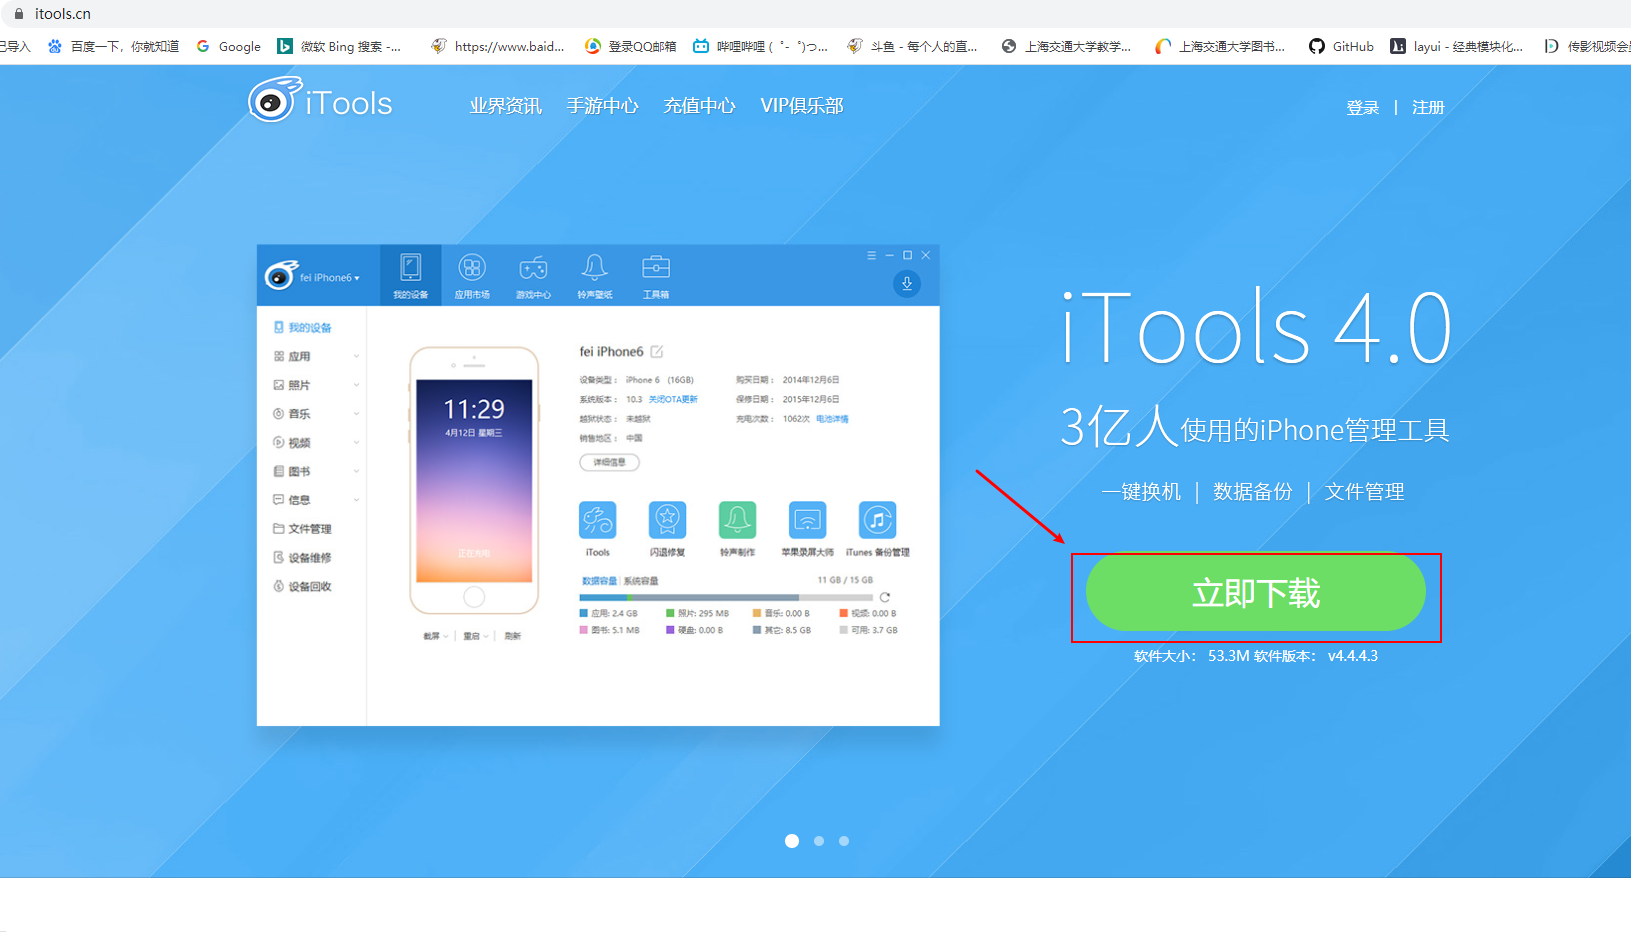 itools.cn
已导入 百度一下，你就知道 Google 微软 Bing 搜索 -... https://www.baid... 登录QQ邮箱 哔哩哔哩 ( ゜- ゜)つ... 斗鱼 - 每个人的直... 上海交通大学教学... 上海交通大学图书... GitHub layui - 经典模块化... 传影视频会
iTools 业界资讯 手游中心 充值中心 VIP俱乐部 登录 | 注册
fei iPhone6 我的设备 应用市场 游戏中心 铃声壁纸 工具箱
我的设备
应用
照片
音乐
视频
图书
信息
文件管理
设备维修
设备回收
11:29
4月12日 星期三
正在充电
截屏 | 重启 | 刷新
fei iPhone6
设备类型： iPhone 6 (16GB) 购买日期： 2014年12月6日
系统版本： 10.3 关闭OTA更新 保修日期： 2015年12月6日
越狱状态： 未越狱 充电次数： 1062次 电池详情
销售地区： 中国
详细信息
iTools 闪退修复 铃声制作 苹果录屏大师 iTunes 备份管理
数据容量 | 系统容量 11 GB / 15 GB
应用: 2.4 GB 照片: 295 MB 音乐: 0.00 B 视频: 0.00 B
图书: 5.1 MB 硬盘: 0.00 B 其它: 8.5 GB 可用: 3.7 GB
iTools 4.0
3亿人使用的iPhone管理工具
一键换机 | 数据备份 | 文件管理
立即下载
软件大小： 53.3M 软件版本： v4.4.4.3